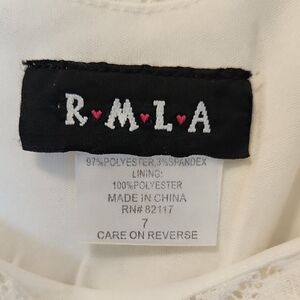 R♥M♥L♥A
97%POLYESTER,3%SPANDEX
LINING:
100%POLYESTER
MADE IN CHINA
RN# 82117
7
CARE ON REVERSE